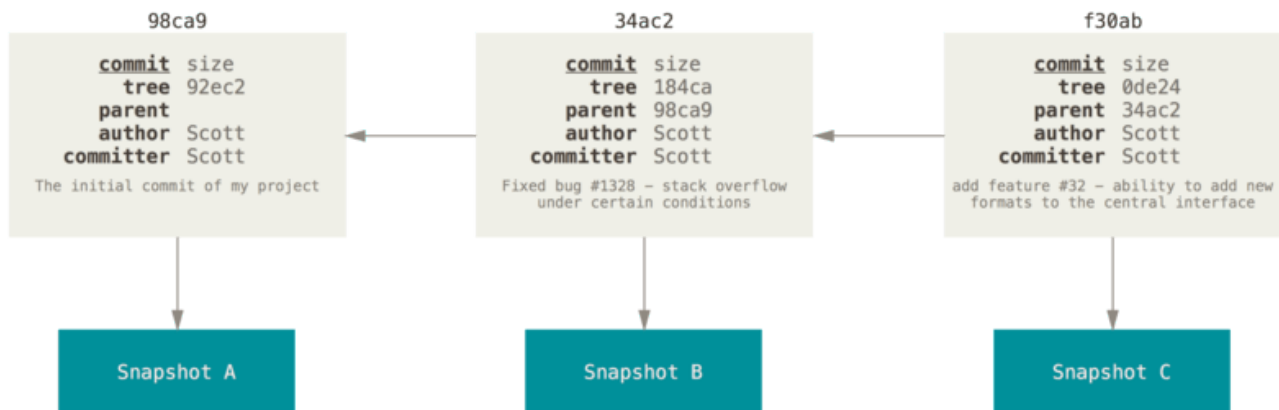 98ca9
commit size
tree 92ec2
parent
author Scott
committer Scott
The initial commit of my project
Snapshot A
34ac2
commit size
tree 184ca
parent 98ca9
author Scott
committer Scott
Fixed bug #1328 – stack overflow
under certain conditions
Snapshot B
f30ab
commit size
tree 0de24
parent 34ac2
author Scott
committer Scott
add feature #32 – ability to add new
formats to the central interface
Snapshot C